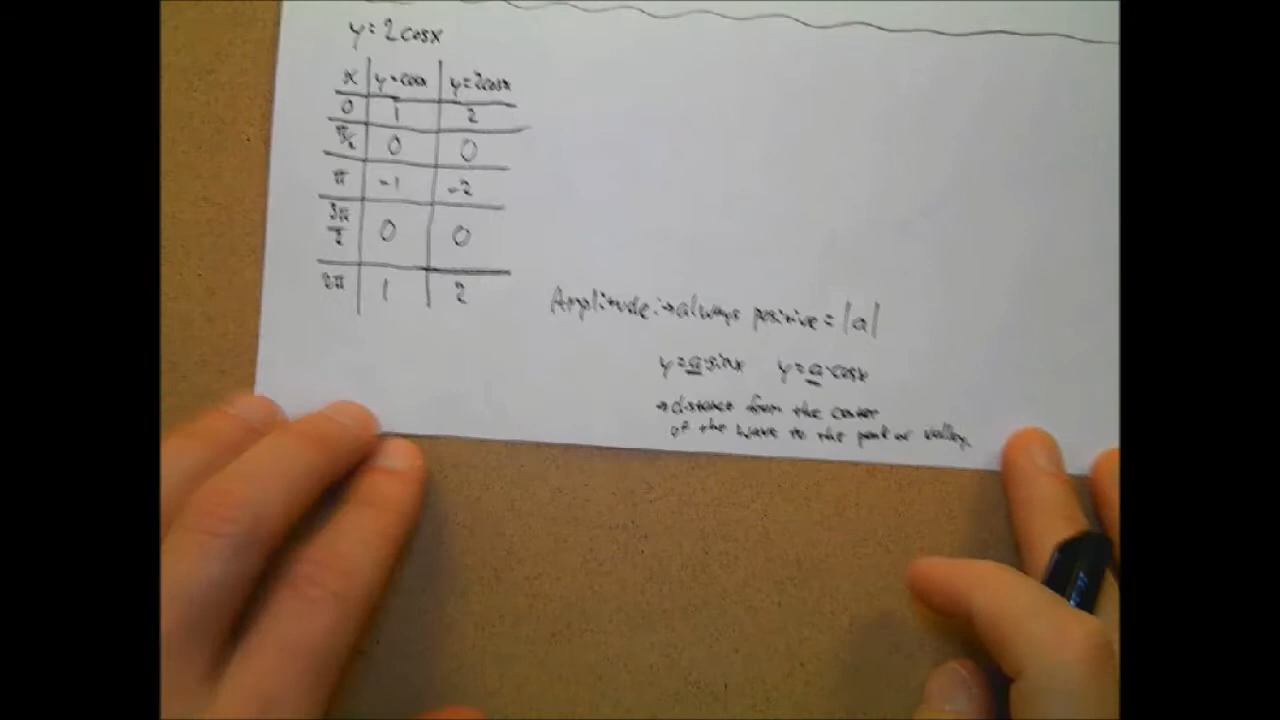 y=2cosx
x y=cosx y=2cosx
0 1 2
π/2 0 0
π -1 -2
3π/2 0 0
2π 1 2
Amplitude:→always positive=|a|
y=a·sinx y=a·cosx
→distance from the center
of the wave to the peak or valley.